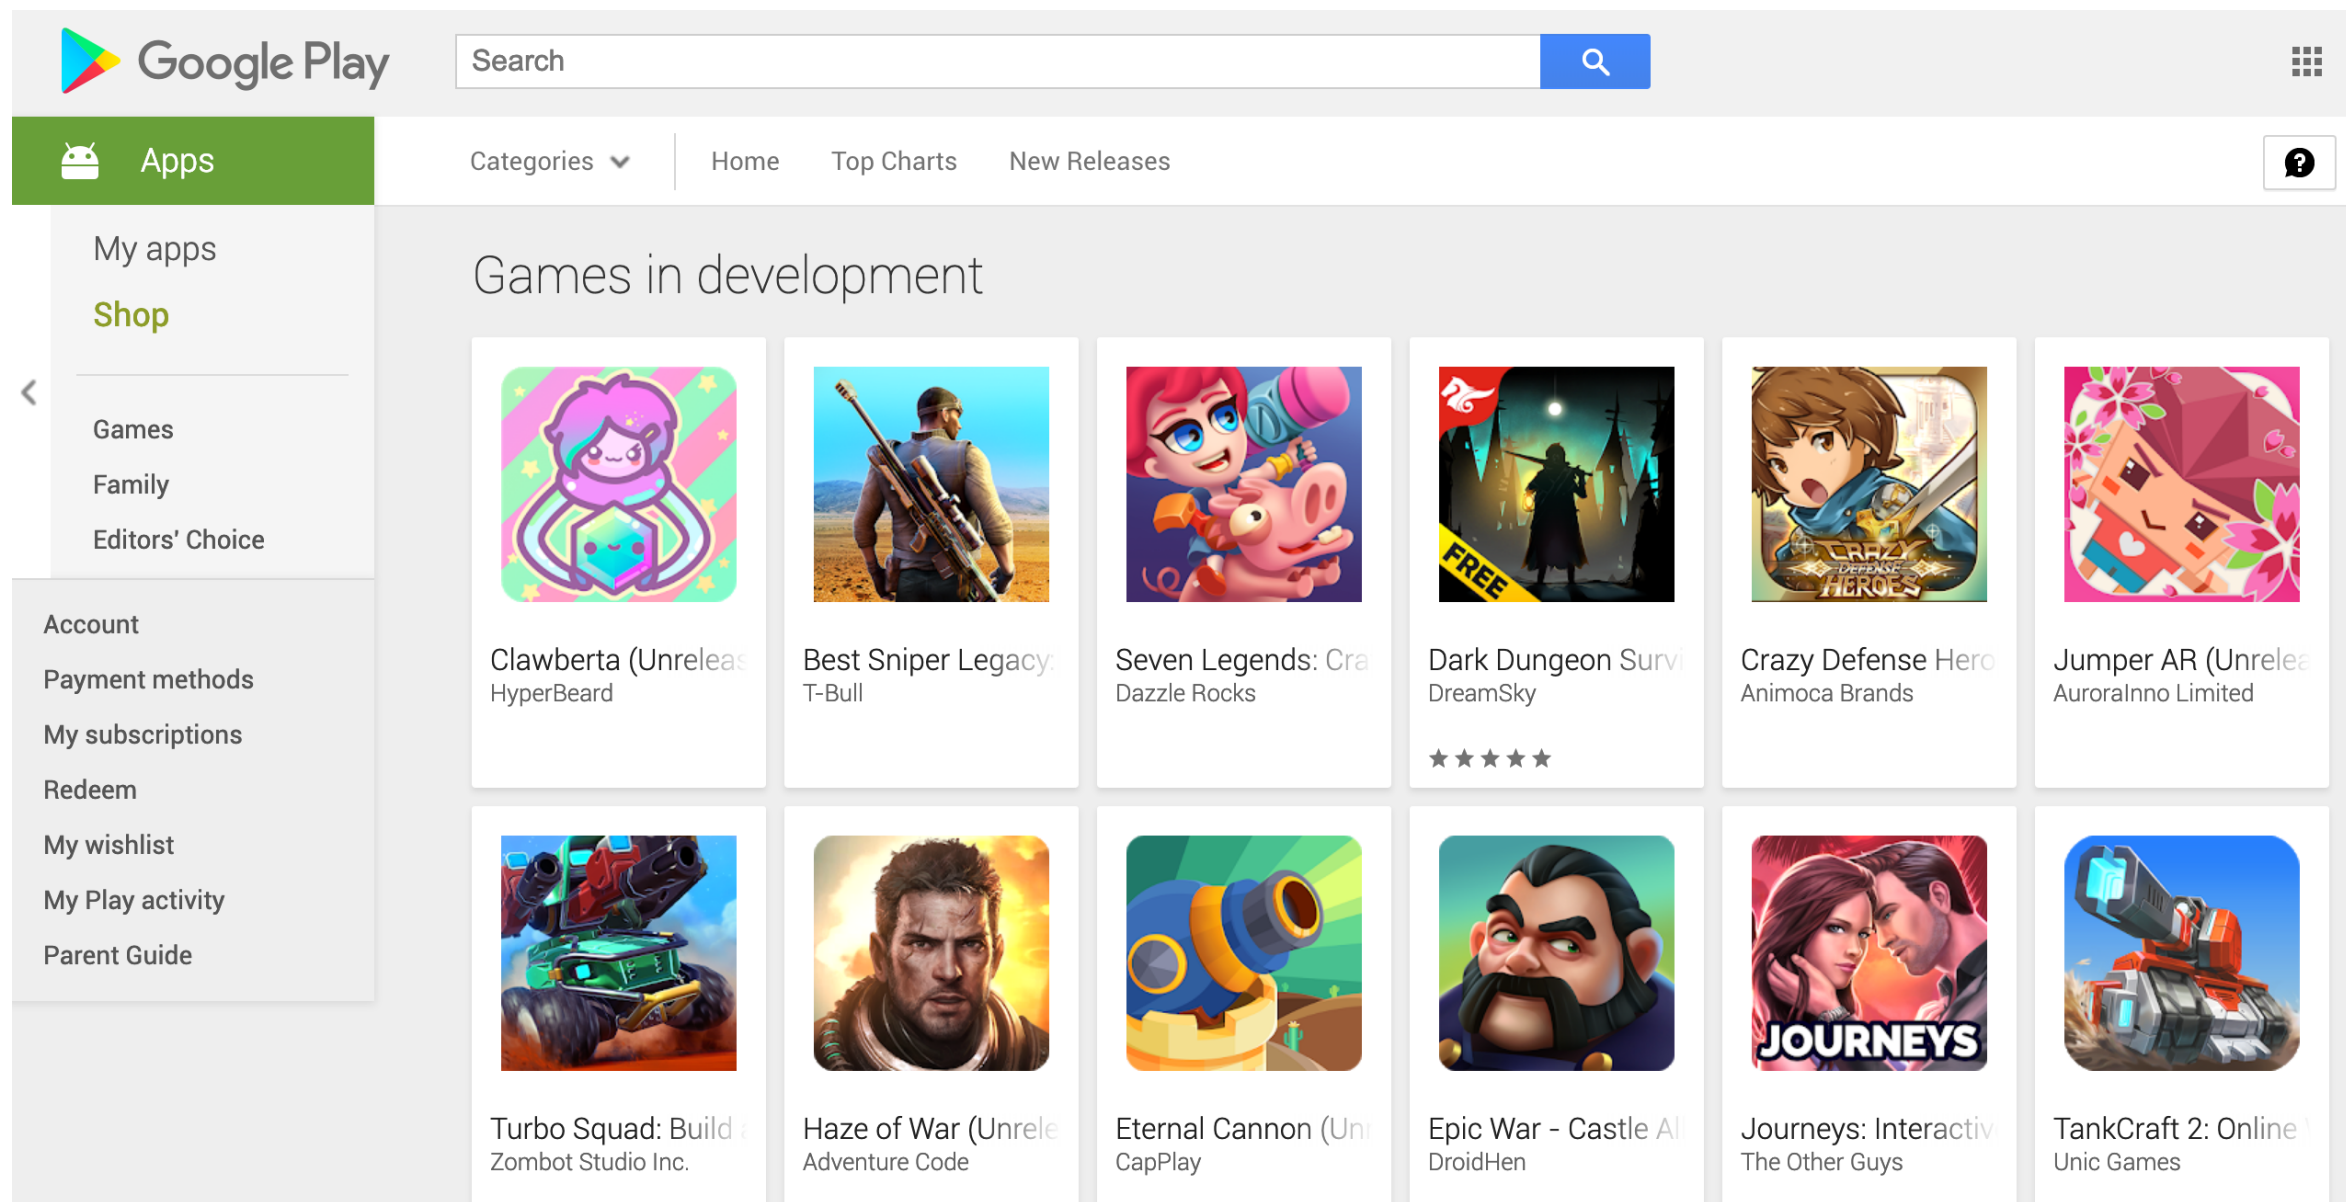 Google Play
Search
Apps
Categories
Home
Top Charts
New Releases
?
My apps
Shop
Games
Family
Editors' Choice
Account
Payment methods
My subscriptions
Redeem
My wishlist
My Play activity
Parent Guide
Games in development
FREE
CRAZY
DEFENSE
HEROES
Clawberta (Unreleas
HyperBeard
Best Sniper Legacy:
T-Bull
Seven Legends: Cra
Dazzle Rocks
Dark Dungeon Survi
DreamSky
Crazy Defense Hero
Animoca Brands
Jumper AR (Unrelea
AuroraInno Limited
JOURNEYS
Turbo Squad: Build a
Zombot Studio Inc.
Haze of War (Unrele
Adventure Code
Eternal Cannon (Unr
CapPlay
Epic War - Castle Al
DroidHen
Journeys: Interactiv
The Other Guys
TankCraft 2: Online
Unic Games